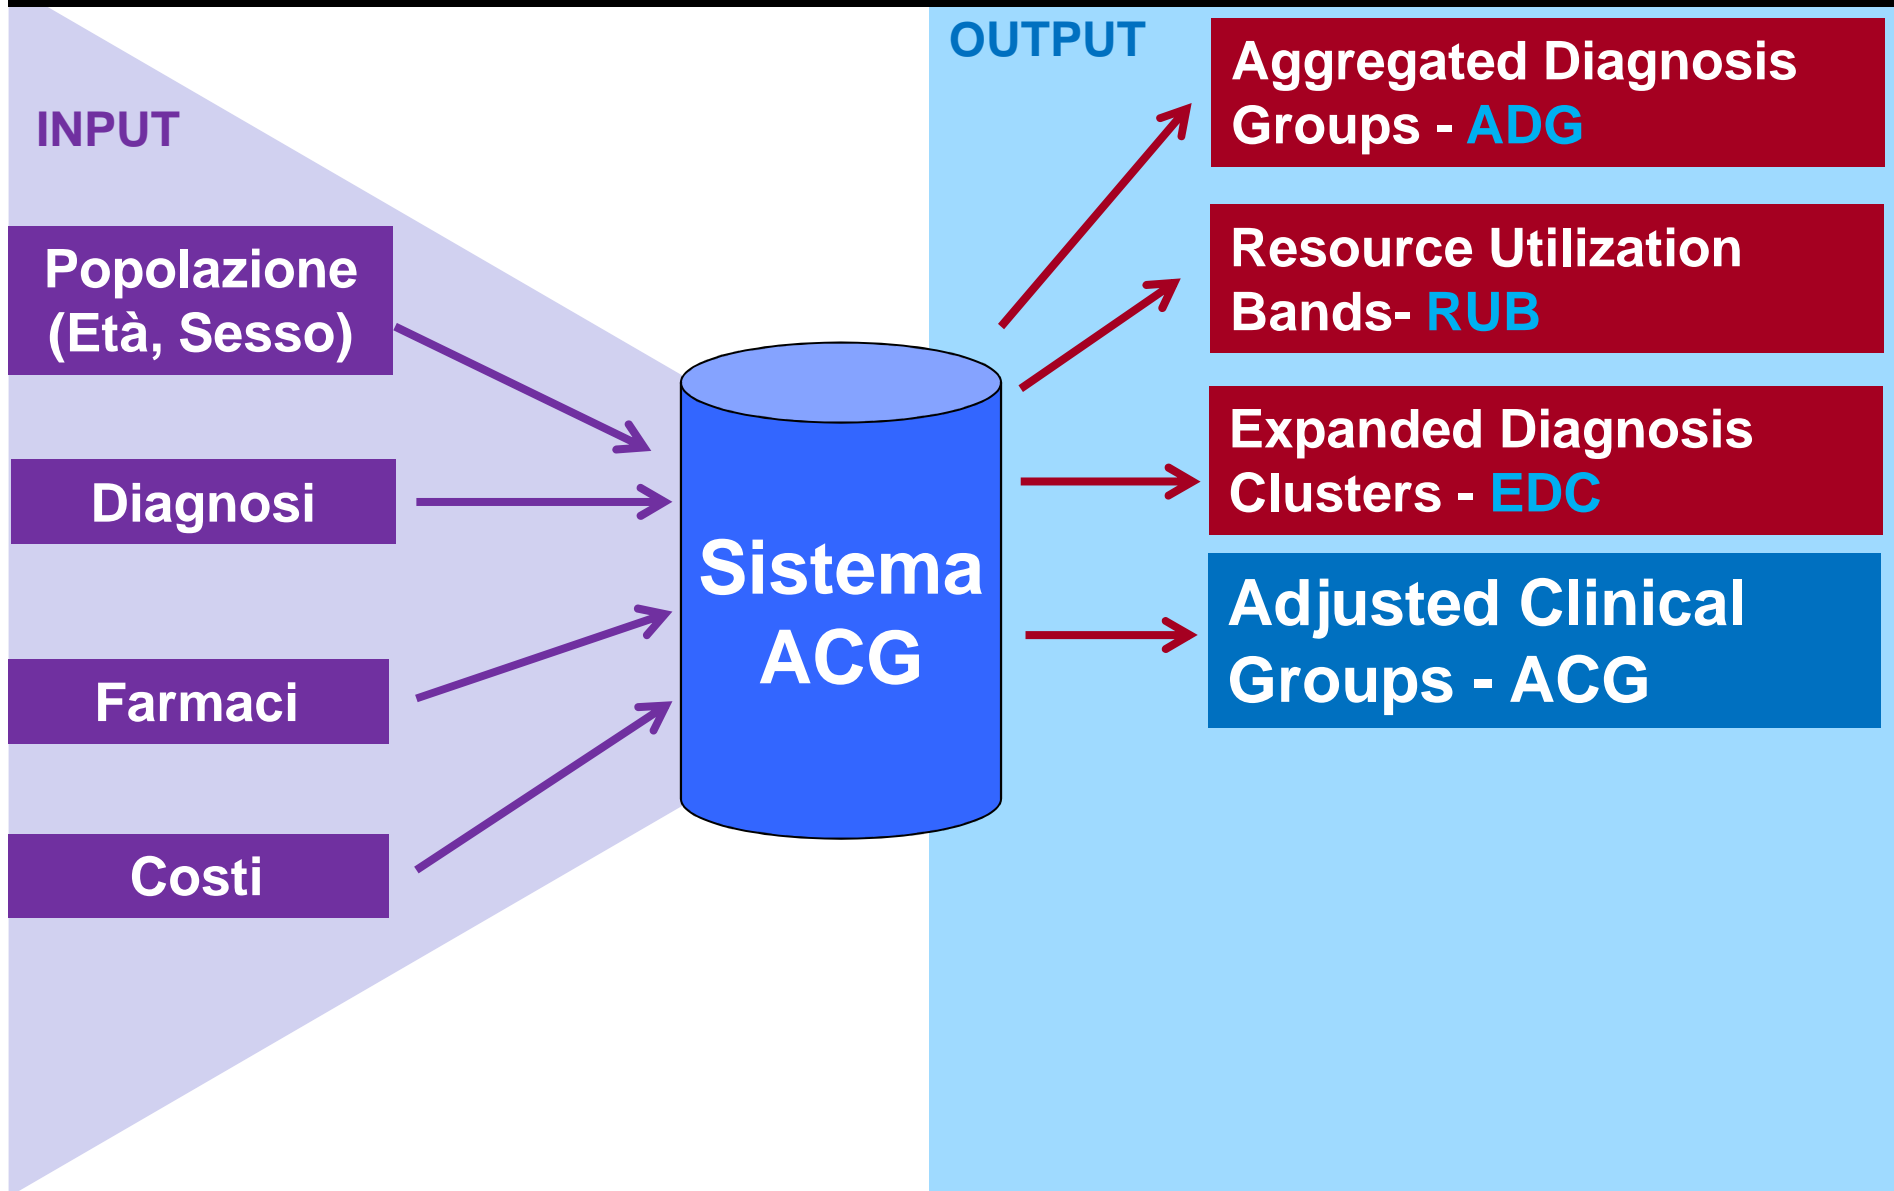 INPUT
Popolazione
(Età, Sesso)
Diagnosi
Farmaci
Costi
Sistema
ACG
OUTPUT
Aggregated Diagnosis
Groups - ADG
Resource Utilization
Bands- RUB
Expanded Diagnosis
Clusters - EDC
Adjusted Clinical
Groups - ACG